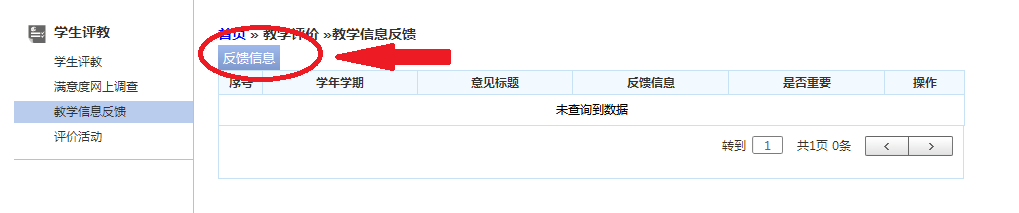 学生评教
学生评教
满意度网上调查
教学信息反馈
评价活动
首页 » 教学评价 »教学信息反馈
反馈信息
序号 学年学期 意见标题 反馈信息 是否重要 操作
未查询到数据
转到 1 共1页 0条 < >